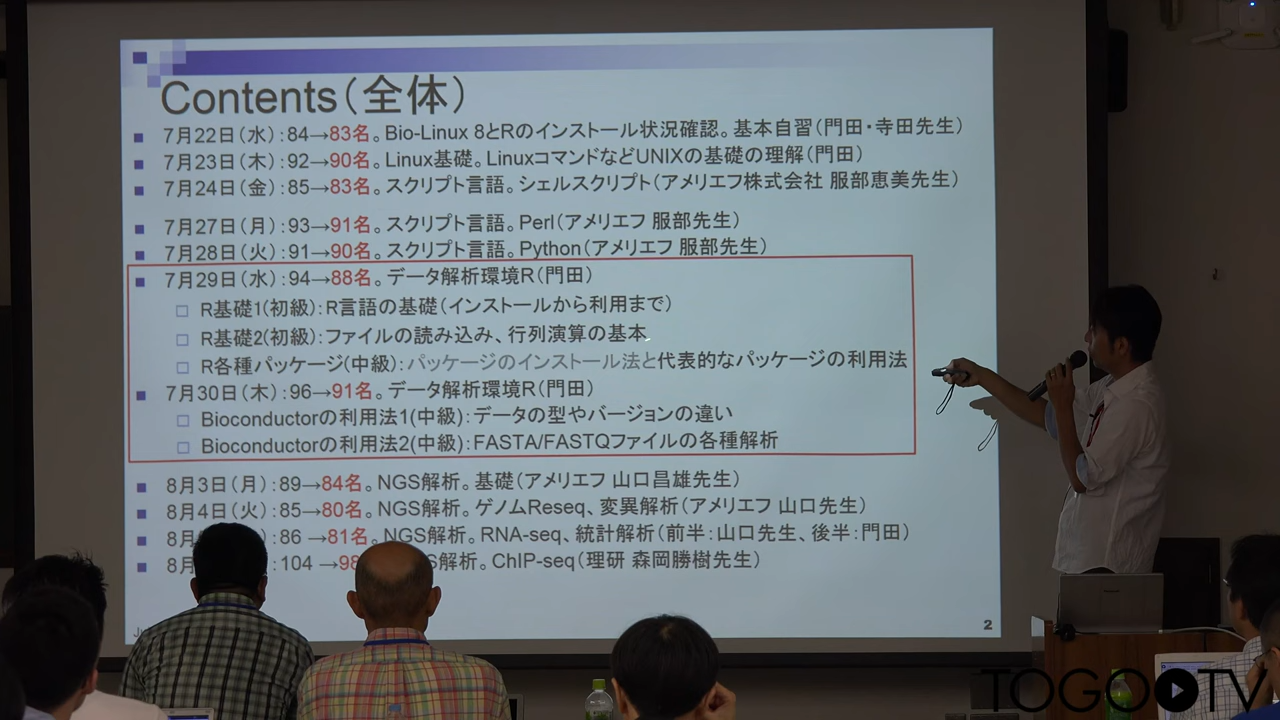 Contents（全体）
7月22日（水）：84→83名。Bio-Linux 8とRのインストール状況確認。基本自習（門田・寺田先生）
7月23日（木）：92→90名。Linux基礎。LinuxコマンドなどUNIXの基礎の理解（門田）
7月24日（金）：85→83名。スクリプト言語。シェルスクリプト（アメリエフ株式会社 服部恵美先生）
7月27日（月）：93→91名。スクリプト言語。Perl（アメリエフ 服部先生）
7月28日（火）：91→90名。スクリプト言語。Python（アメリエフ 服部先生）
7月29日（水）：94→88名。データ解析環境R（門田）
R基礎1(初級)：R言語の基礎（インストールから利用まで）
R基礎2(初級)：ファイルの読み込み、行列演算の基本
R各種パッケージ(中級)：パッケージのインストール法と代表的なパッケージの利用法
7月30日（木）：96→91名。データ解析環境R（門田）
Bioconductorの利用法1(中級)：データの型やバージョンの違い
Bioconductorの利用法2(中級)：FASTA/FASTQファイルの各種解析
8月3日（月）：89→84名。NGS解析。基礎（アメリエフ 山口昌雄先生）
8月4日（火）：85→80名。NGS解析。ゲノムReseq、変異解析（アメリエフ 山口先生）
8月 ）：86 →81名。NGS解析。RNA-seq、統計解析（前半：山口先生、後半：門田）
8月 ：104 →98 S解析。ChIP-seq（理研 森岡勝樹先生）
2
TOGO TV